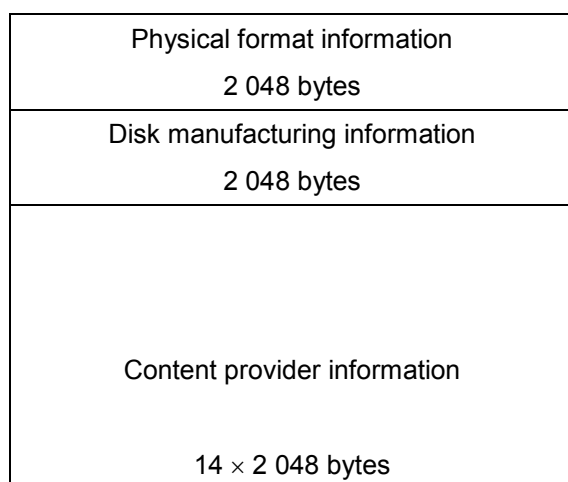 Physical format information
2 048 bytes
Disk manufacturing information
2 048 bytes
Content provider information
14 × 2 048 bytes